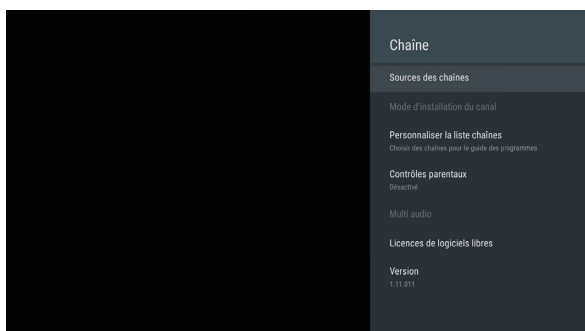 Chaîne
Sources des chaînes
Mode d'installation du canal
Personnaliser la liste chaînes
Choisir des chaînes pour le guide des programmes
Contrôles parentaux
Désactivé
Multi audio
Licences de logiciels libres
Version
1.11.011